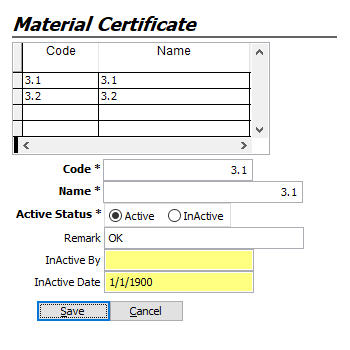 Material Certificate
Code Name
3.1 3.1
3.2 3.2
Code * 3.1
Name * 3.1
Active Status * Active InActive
Remark OK
InActive By
InActive Date 1/1/1900
Save Cancel